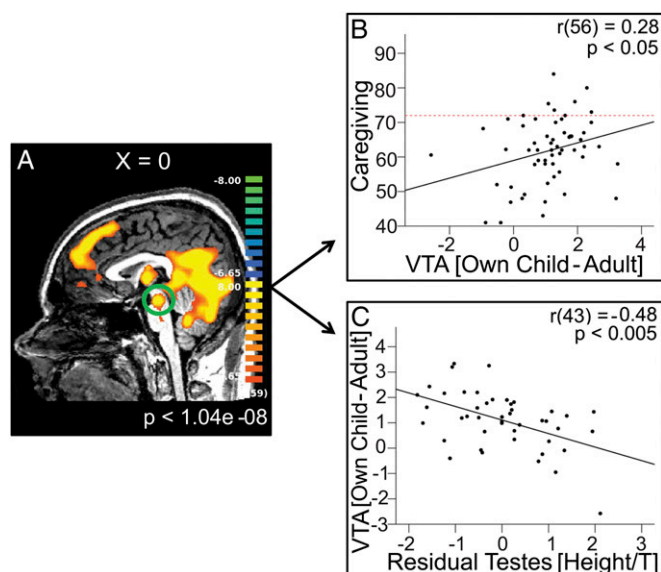 A
X = 0
-8.00
-6.65
8.00
p < 1.04e -08
B
r(56) = 0.28
p < 0.05
Caregiving
90
80
70
60
50
40
-2
0
2
4
VTA [Own Child - Adult]
C
r(43) = -0.48
p < 0.005
VTA [Own Child - Adult]
4
3
2
1
0
-1
-2
-3
-2
-1
0
1
2
3
Residual Testes [Height/T]